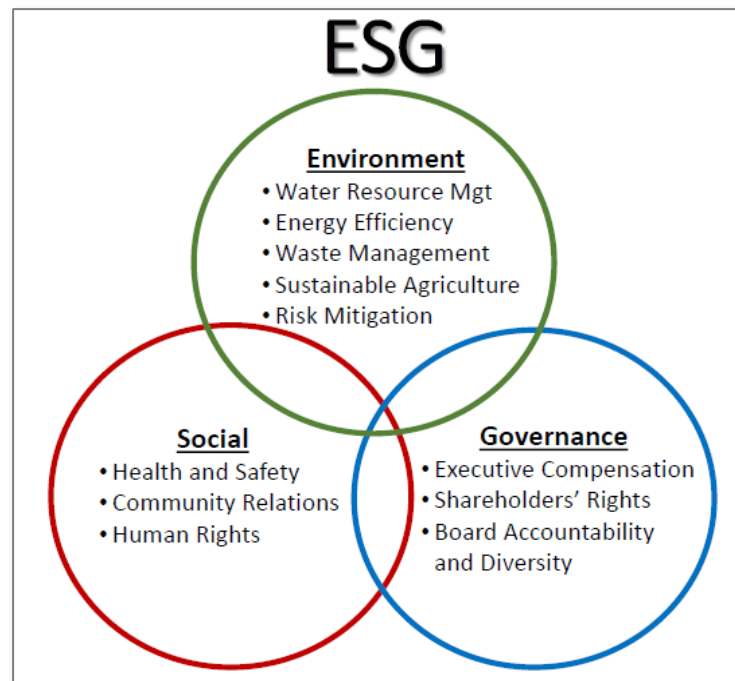 ESG
Environment
• Water Resource Mgt
• Energy Efficiency
• Waste Management
• Sustainable Agriculture
• Risk Mitigation
Social
• Health and Safety
• Community Relations
• Human Rights
Governance
• Executive Compensation
• Shareholders’ Rights
• Board Accountability
and Diversity